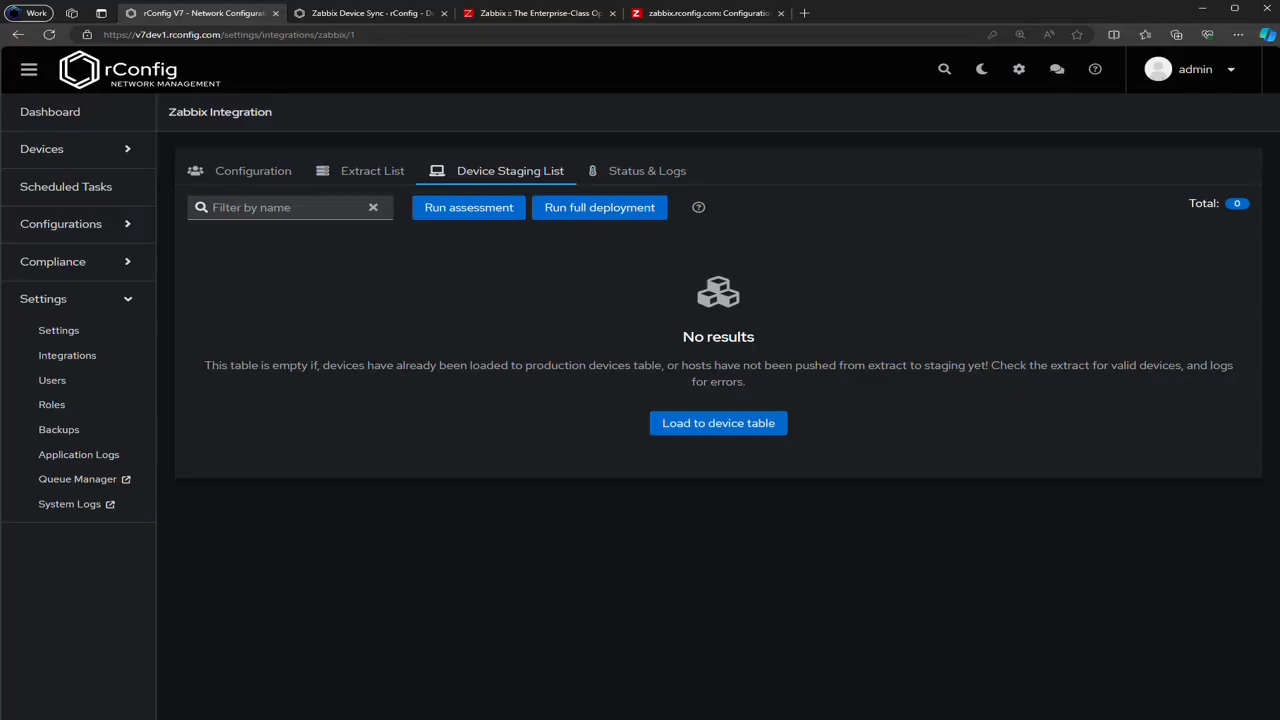 Work
rConfig V7 - Network Configurat
Zabbix Device Sync · rConfig - D
Zabbix :: The Enterprise-Class Op
zabbix.rconfig.com: Configuration
https://v7dev1.rconfig.com/settings/integrations/zabbix/1
rConfig
NETWORK MANAGEMENT
admin
Dashboard
Devices
Scheduled Tasks
Configurations
Compliance
Settings
Settings
Integrations
Users
Roles
Backups
Application Logs
Queue Manager
System Logs
Zabbix Integration
Configuration
Extract List
Device Staging List
Status & Logs
Filter by name
Run assessment
Run full deployment
Total: 0
No results
This table is empty if, devices have already been loaded to production devices table, or hosts have not been pushed from extract to staging yet! Check the extract for valid devices, and logs
for errors.
Load to device table